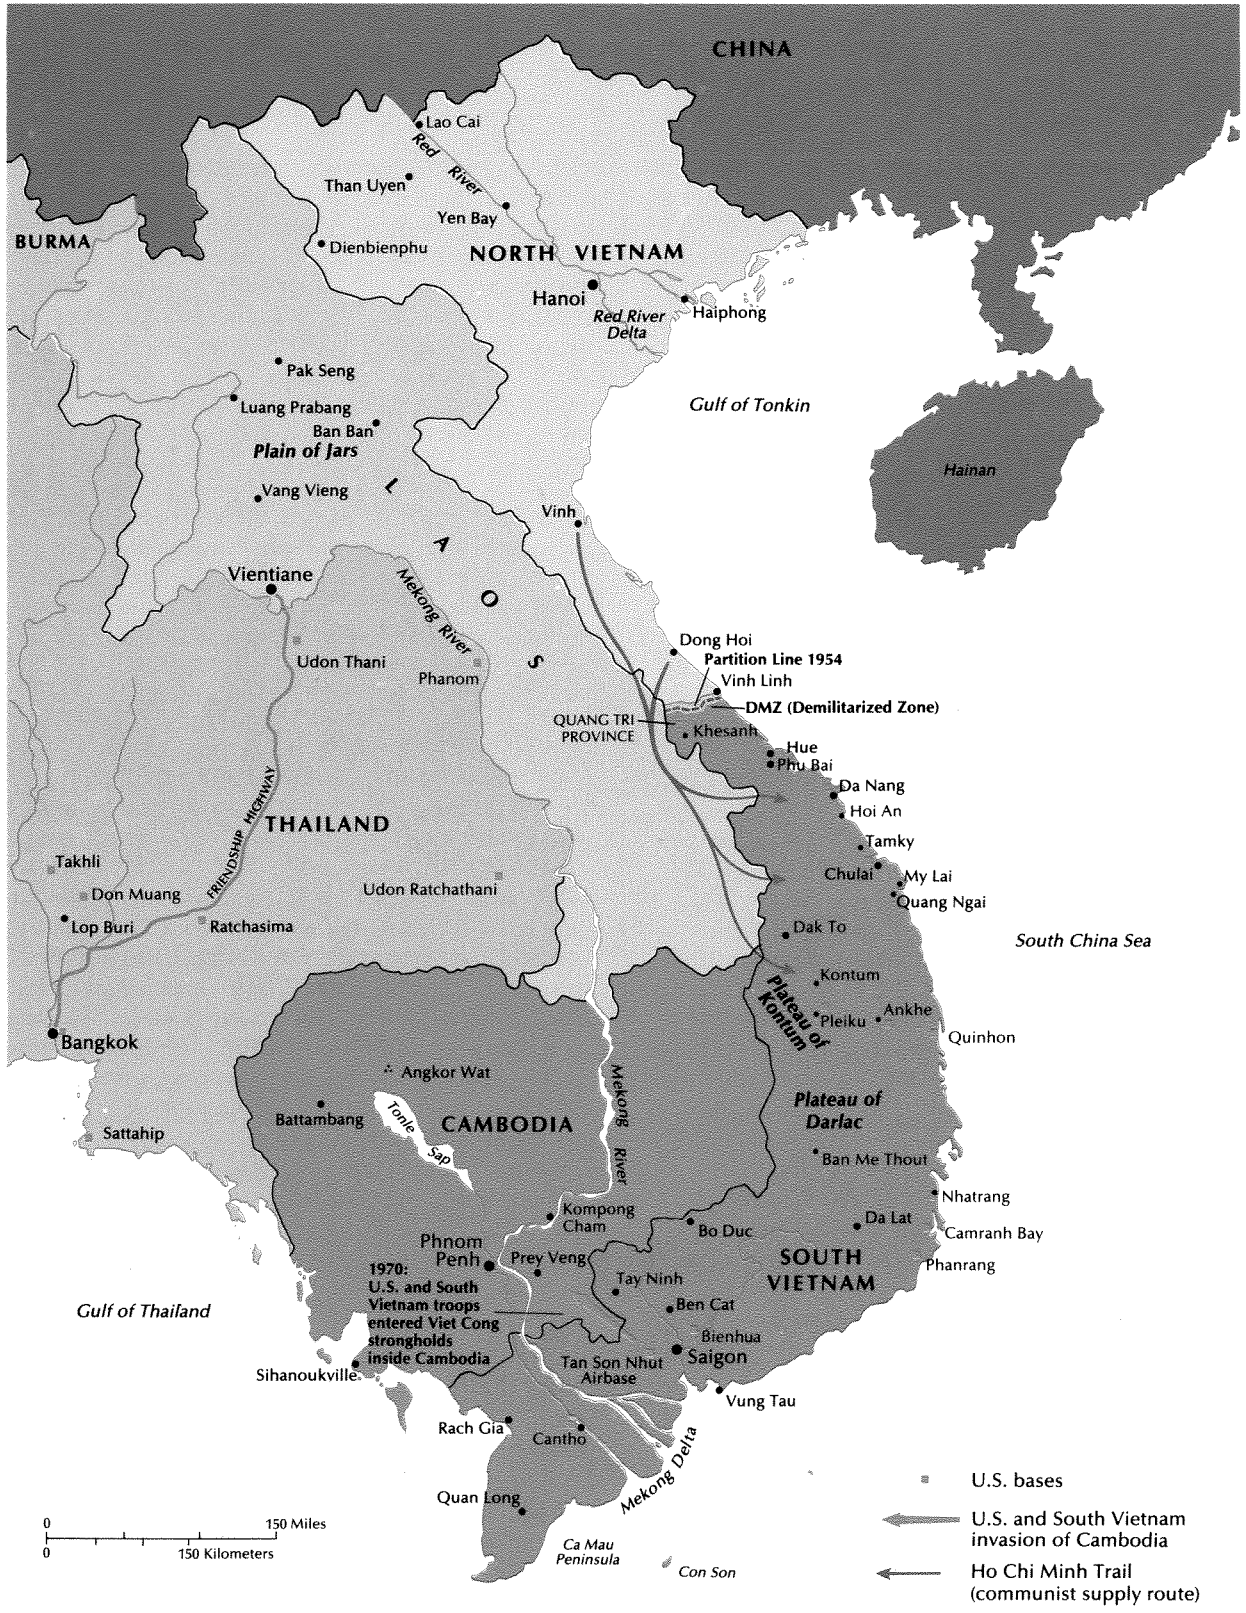 CHINA
Lao Cai
Red River
Than Uyen
Yen Bay
BURMA
Dienbienphu
NORTH VIETNAM
Hanoi
Haiphong
Red River
Delta
Pak Seng
Luang Prabang
Ban Ban
Plain of Jars
Gulf of Tonkin
Hainan
Vang Vieng
LAOS
Vinh
Vientiane
Mekong River
Dong Hoi
Partition Line 1954
Udon Thani
Phanom
Vinh Linh
DMZ (Demilitarized Zone)
QUANG TRI
PROVINCE
Khesanh
Hue
Phu Bai
Da Nang
Hoi An
FRIENDSHIP HIGHWAY
THAILAND
Tamky
Takhli
Chulai
My Lai
Udon Ratchathani
Don Muang
Quang Ngai
Lop Buri
Ratchasima
Dak To
South China Sea
Kontum
Plateau of
Kontum
Pleiku
Ankhe
Bangkok
Quinhon
Angkor Wat
Mekong River
Plateau of
Darlac
Battambang
Tonle Sap
CAMBODIA
Sattahip
Ban Me Thout
Nhatrang
Kompong
Cham
Bo Duc
Da Lat
Camranh Bay
Phnom
Penh
Prey Veng
SOUTH
VIETNAM
Phanrang
1970:
U.S. and South
Vietnam troops
entered Viet Cong
strongholds
inside Cambodia
Tay Ninh
Ben Cat
Gulf of Thailand
Bienhua
Saigon
Tan Son Nhut
Airbase
Sihanoukville
Vung Tau
Rach Gia
Cantho
Mekong Delta
Quan Long
Ca Mau
Peninsula
Con Son
0 150 Miles
0 150 Kilometers
U.S. bases
U.S. and South Vietnam
invasion of Cambodia
Ho Chi Minh Trail
(communist supply route)